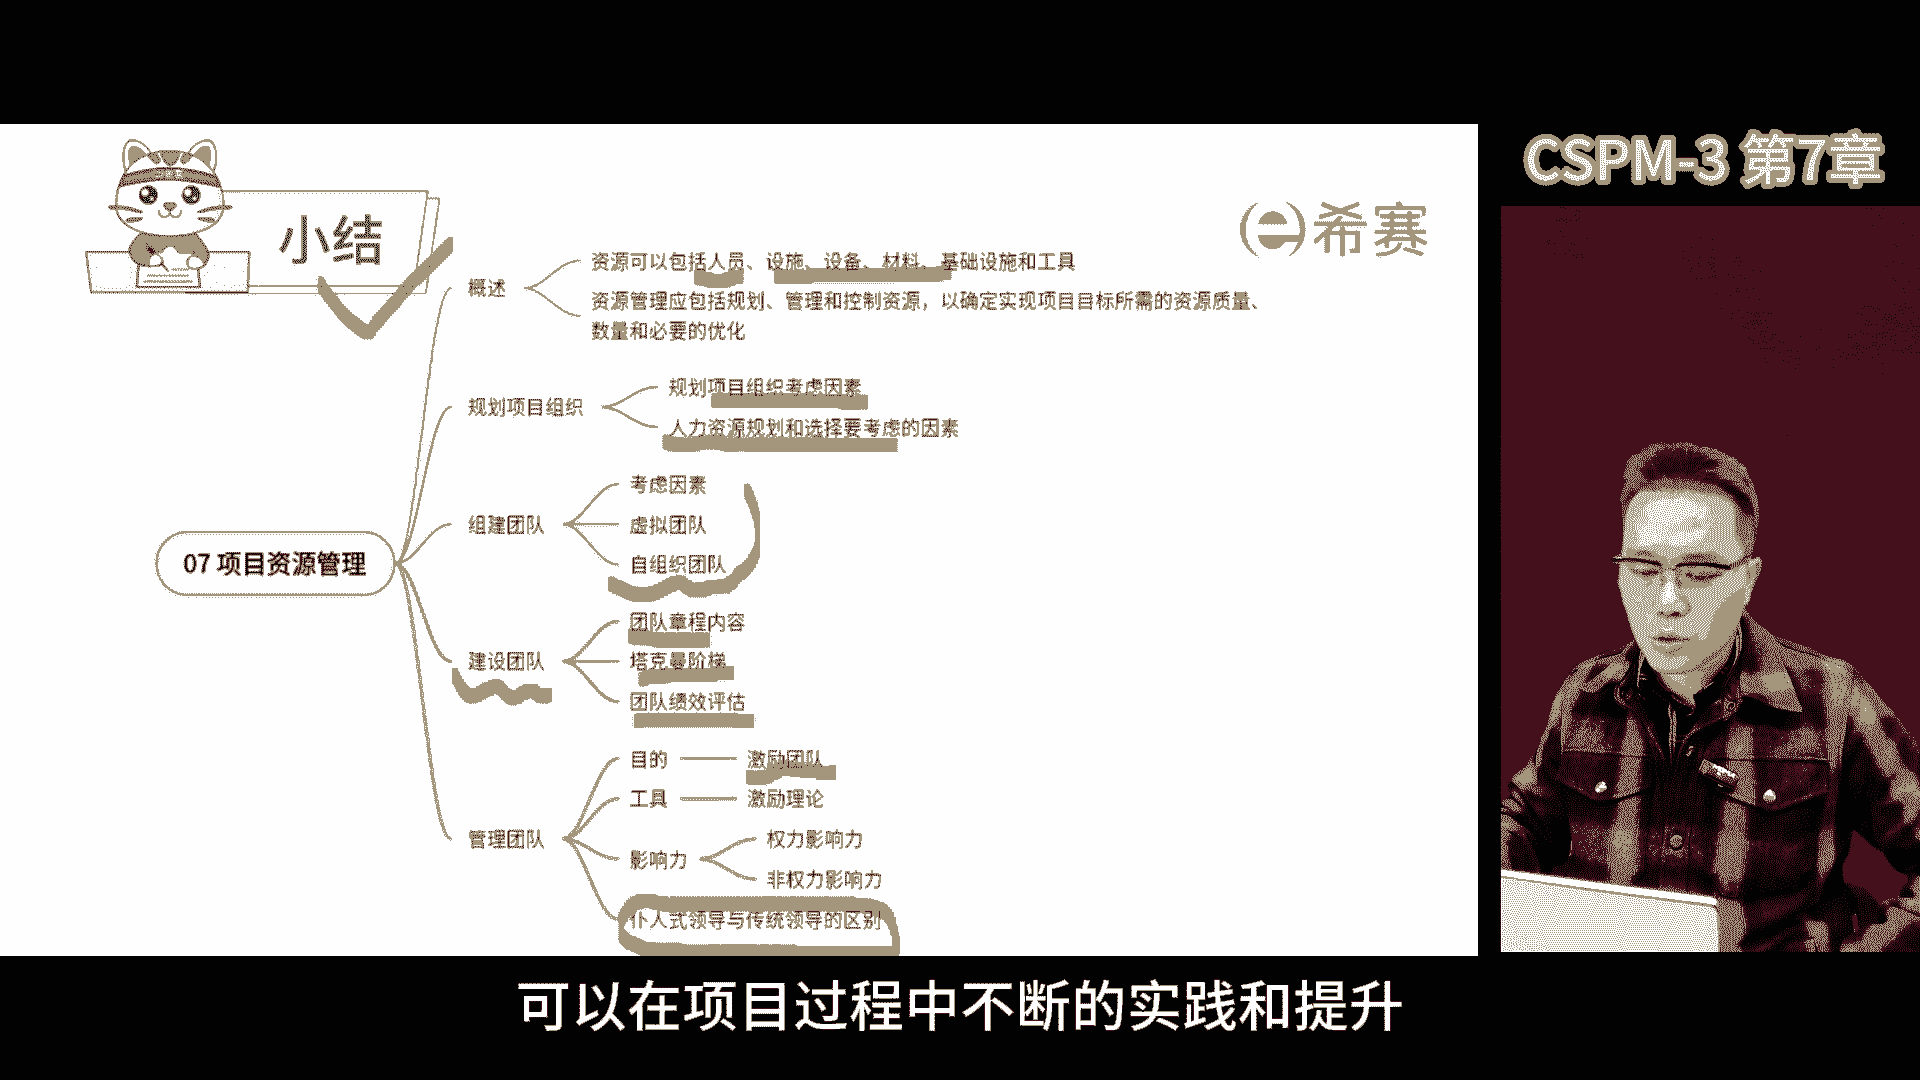 CSPM-3 第7章
小结
希赛
07 项目资源管理
概述
资源可以包括人员、设施、设备、材料、基础设施和工具
资源管理应包括规划、管理和控制资源，以确定实现项目目标所需的资源质量、
数量和必要的优化
规划项目组织
规划项目组织考虑因素
人力资源规划和选择要考虑的因素
组建团队
考虑因素
虚拟团队
自组织团队
建设团队
团队章程内容
塔克曼阶梯
团队绩效评估
管理团队
目的
激励团队
工具
激励理论
影响力
权力影响力
非权力影响力
仆人式领导与传统领导的区别
可以在项目过程中不断的实践和提升